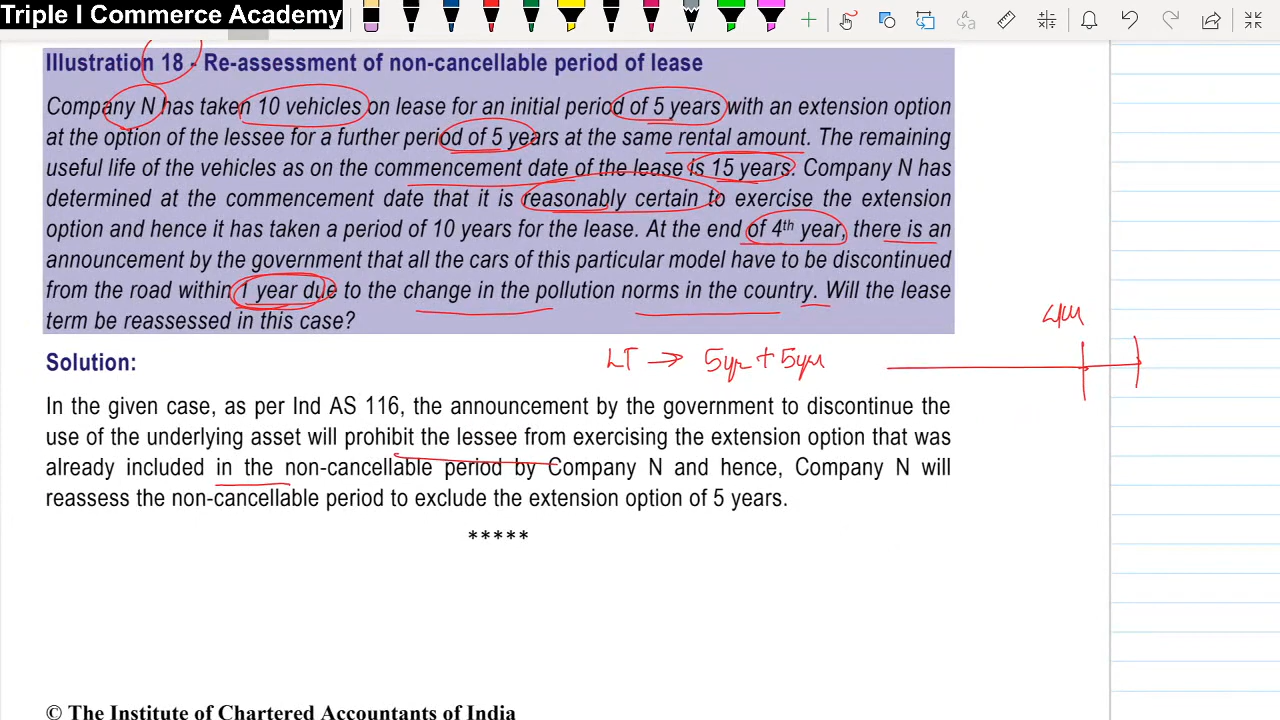 Triple I Commerce Academy
Illustration 18 - Re-assessment of non-cancellable period of lease
Company N has taken 10 vehicles on lease for an initial period of 5 years with an extension option
at the option of the lessee for a further period of 5 years at the same rental amount. The remaining
useful life of the vehicles as on the commencement date of the lease is 15 years. Company N has
determined at the commencement date that it is reasonably certain to exercise the extension
option and hence it has taken a period of 10 years for the lease. At the end of 4th year, there is an
announcement by the government that all the cars of this particular model have to be discontinued
from the road within 1 year due to the change in the pollution norms in the country. Will the lease
term be reassessed in this case?
Solution:
LT → 5yr + 5yr
In the given case, as per Ind AS 116, the announcement by the government to discontinue the
use of the underlying asset will prohibit the lessee from exercising the extension option that was
already included in the non-cancellable period by Company N and hence, Company N will
reassess the non-cancellable period to exclude the extension option of 5 years.
*****
© The Institute of Chartered Accountants of India